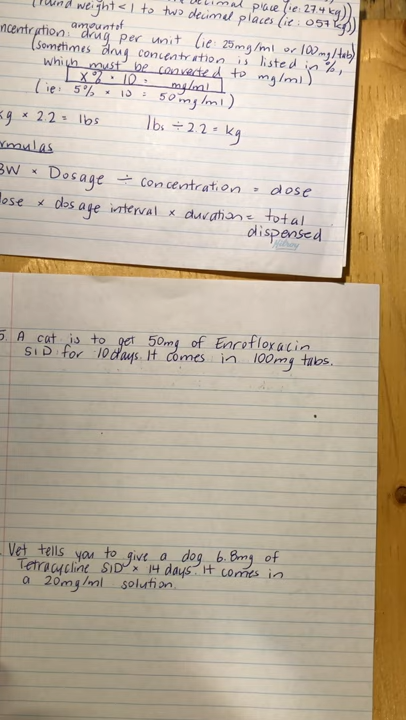 (round weight < 1 to two decimal places (ie: 0.57 kg))
decimal place (ie: 27.4 kg))
amount of
ncentration: drug per unit (ie: 25mg/ml or 100mg/tab)
(sometimes drug concentration is listed in %,
which must be converted to mg/ml)
X% × 10 = mg/ml
(ie: 5% × 10 = 50mg/ml)
kg × 2.2 = lbs lbs ÷ 2.2 = kg
rmulas
BW × Dosage ÷ concentration = dose
dose × dosage interval × duration = total
dispensed
Hilroy
5. A cat is to get 50mg of Enrofloxacin
SID for 10 days. It comes in 100mg tabs.
. Vet tells you to give a dog 6.8mg of
Tetracycline SID × 14 days. It comes in
a 20mg/ml solution.